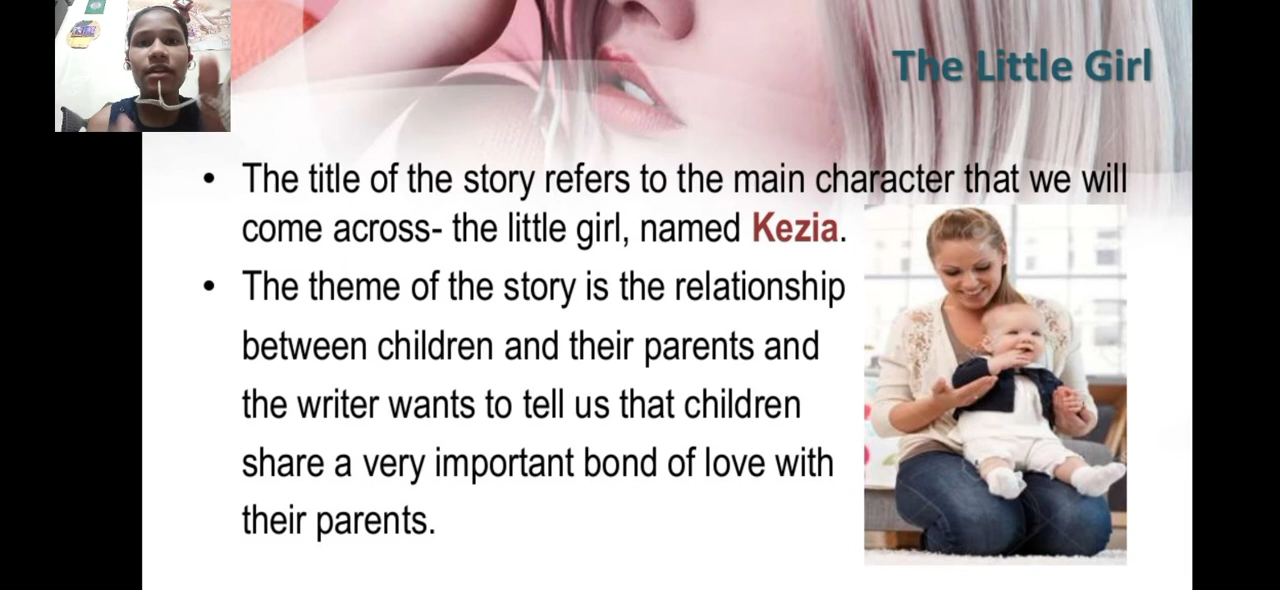 The Little Girl
• The title of the story refers to the main character that we will
come across- the little girl, named Kezia.
• The theme of the story is the relationship
between children and their parents and
the writer wants to tell us that children
share a very important bond of love with
their parents.